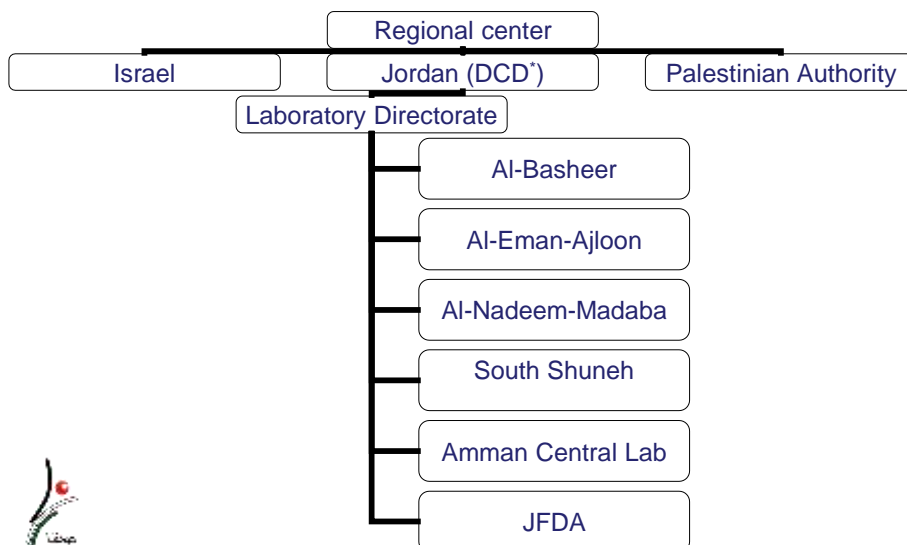 Regional center
Israel
Jordan (DCD*)
Palestinian Authority
Laboratory Directorate
Al-Basheer
Al-Eman-Ajloon
Al-Nadeem-Madaba
South Shuneh
Amman Central Lab
JFDA
صحتنا